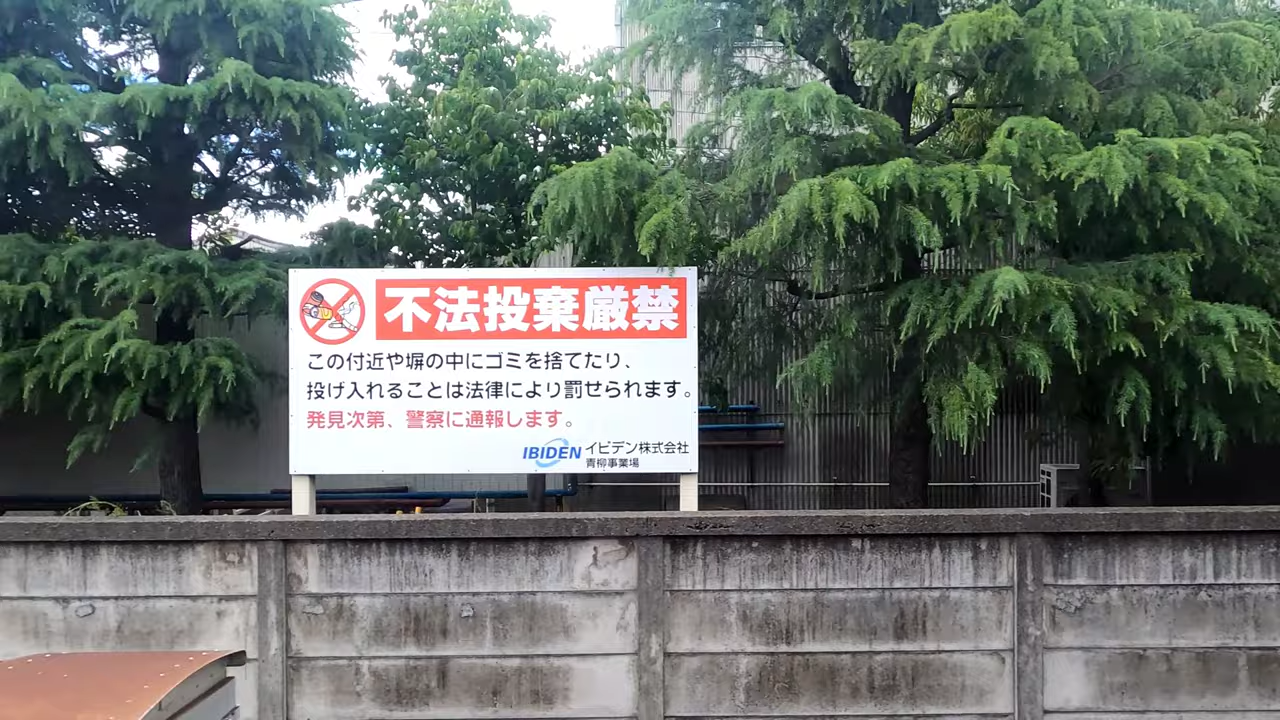 不法投棄厳禁
この付近や塀の中にゴミを捨てたり、
投げ入れることは法律により罰せられます。
発見次第、警察に通報します。
IBIDEN イビデン株式会社
青柳事業場